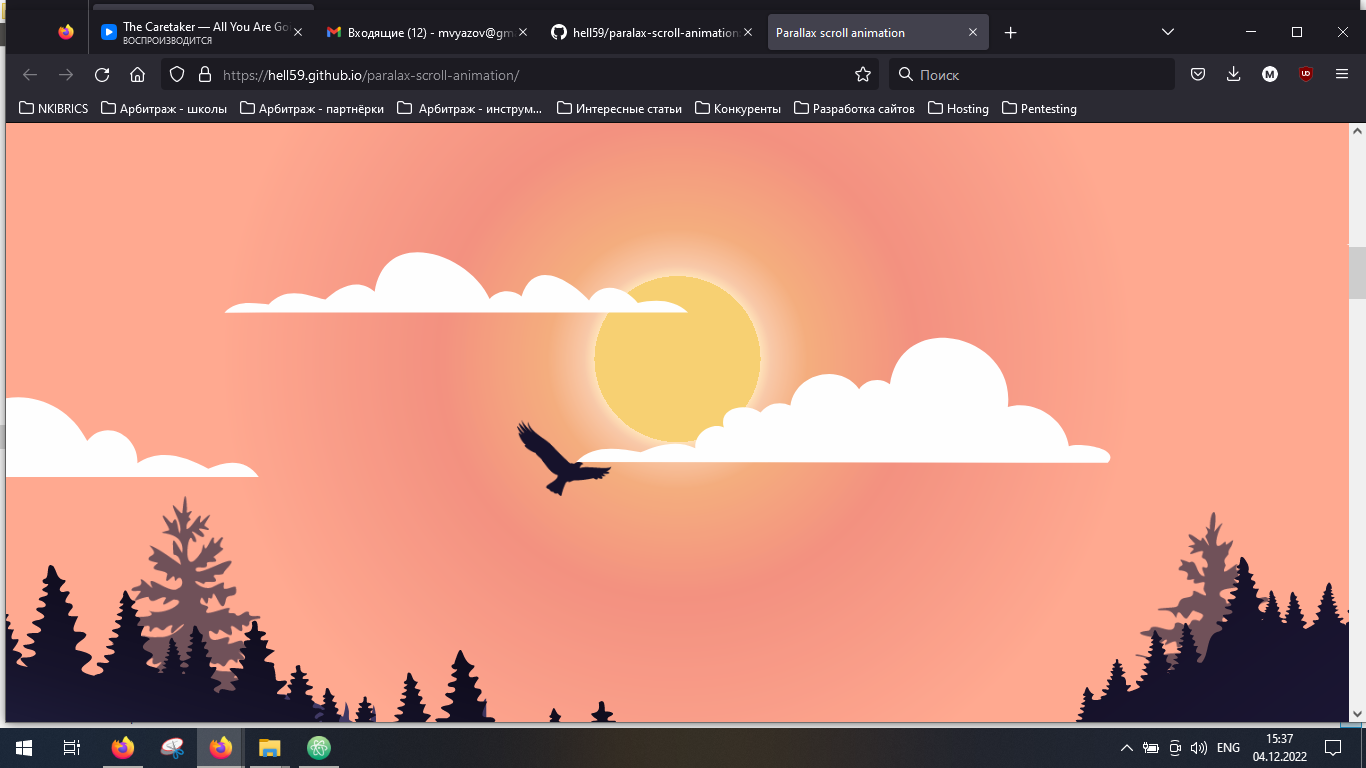 The Caretaker — All You Are Go
ВОСПРОИЗВОДИТСЯ
Входящие (12) - mvyazov@gm
hell59/paralax-scroll-animation
Parallax scroll animation
https://hell59.github.io/paralax-scroll-animation/
Поиск
NKIBRICS
Арбитраж - школы
Арбитраж - партнёрки
Арбитраж - инструм...
Интересные статьи
Конкуренты
Разработка сайтов
Hosting
Pentesting
ENG
15:37
04.12.2022